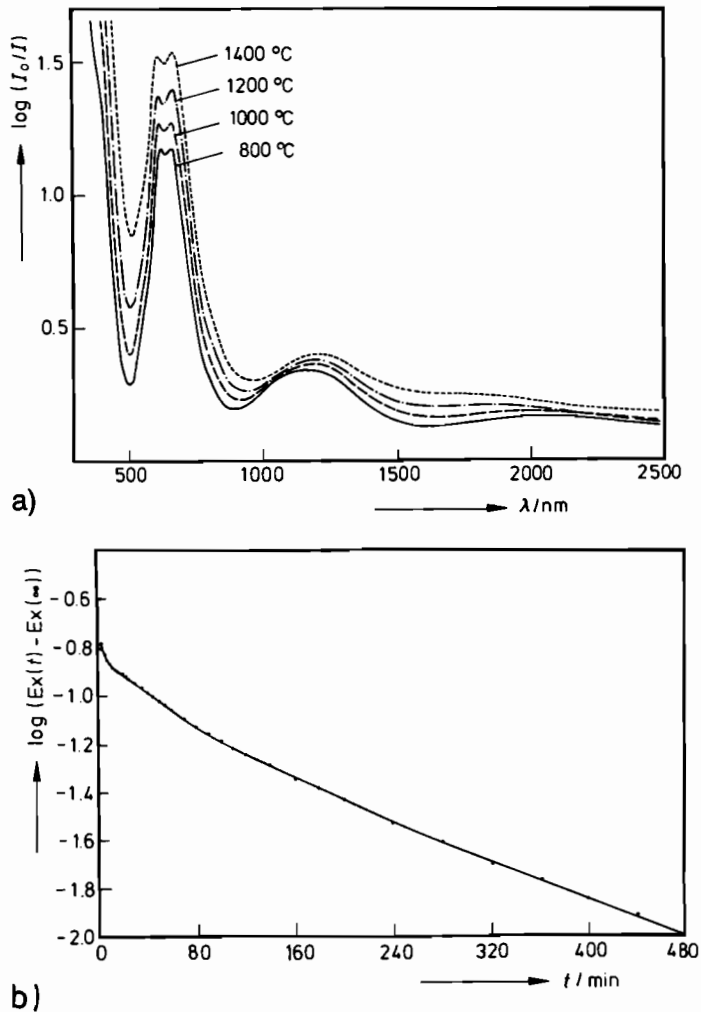 log (I₀/I)
1.5
1.0
0.5
1400 °C
1200 °C
1000 °C
800 °C
500
1000
1500
2000
2500
λ/nm
a)
log (Ex(t) - Ex(∞))
-0.6
-0.8
-1.0
-1.2
-1.4
-1.6
-1.8
-2.0
0
80
160
240
320
400
480
t / min
b)